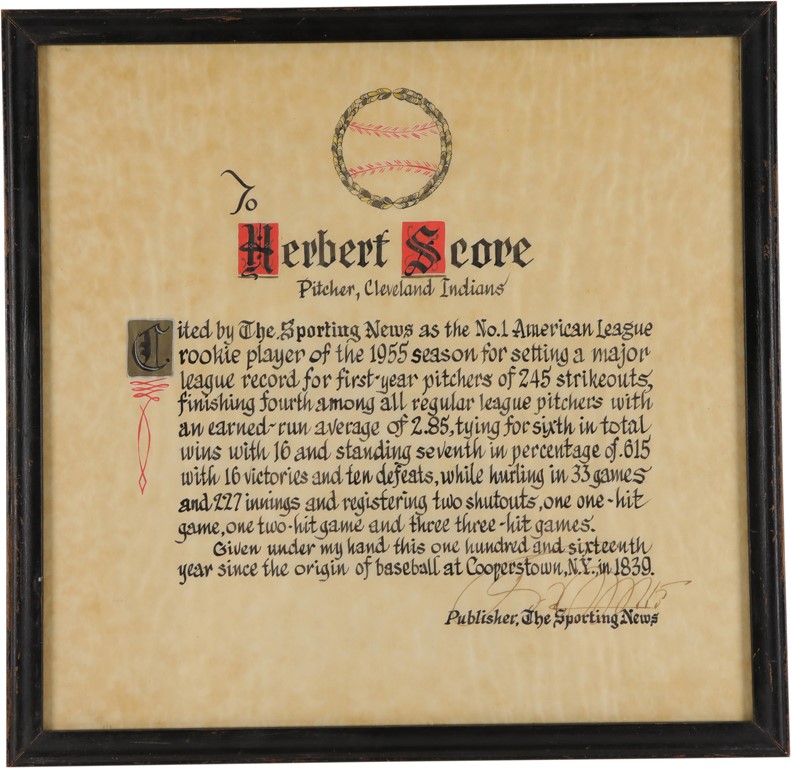 To
Herbert Score
Pitcher, Cleveland Indians
Cited by The Sporting News as the No.1 American League
rookie player of the 1955 season for setting a major
league record for first-year pitchers of 245 strikeouts,
finishing fourth among all regular league pitchers with
an earned-run average of 2.85, tying for sixth in total
wins with 16 and standing seventh in percentage of .615
with 16 victories and ten defeats, while hurling in 33 games
and 227 innings and registering two shutouts, one one-hit
game, one two-hit game and three three-hit games.
Given under my hand this one hundred and sixteenth
year since the origin of baseball at Cooperstown, N.Y., in 1839.
Publisher, The Sporting News